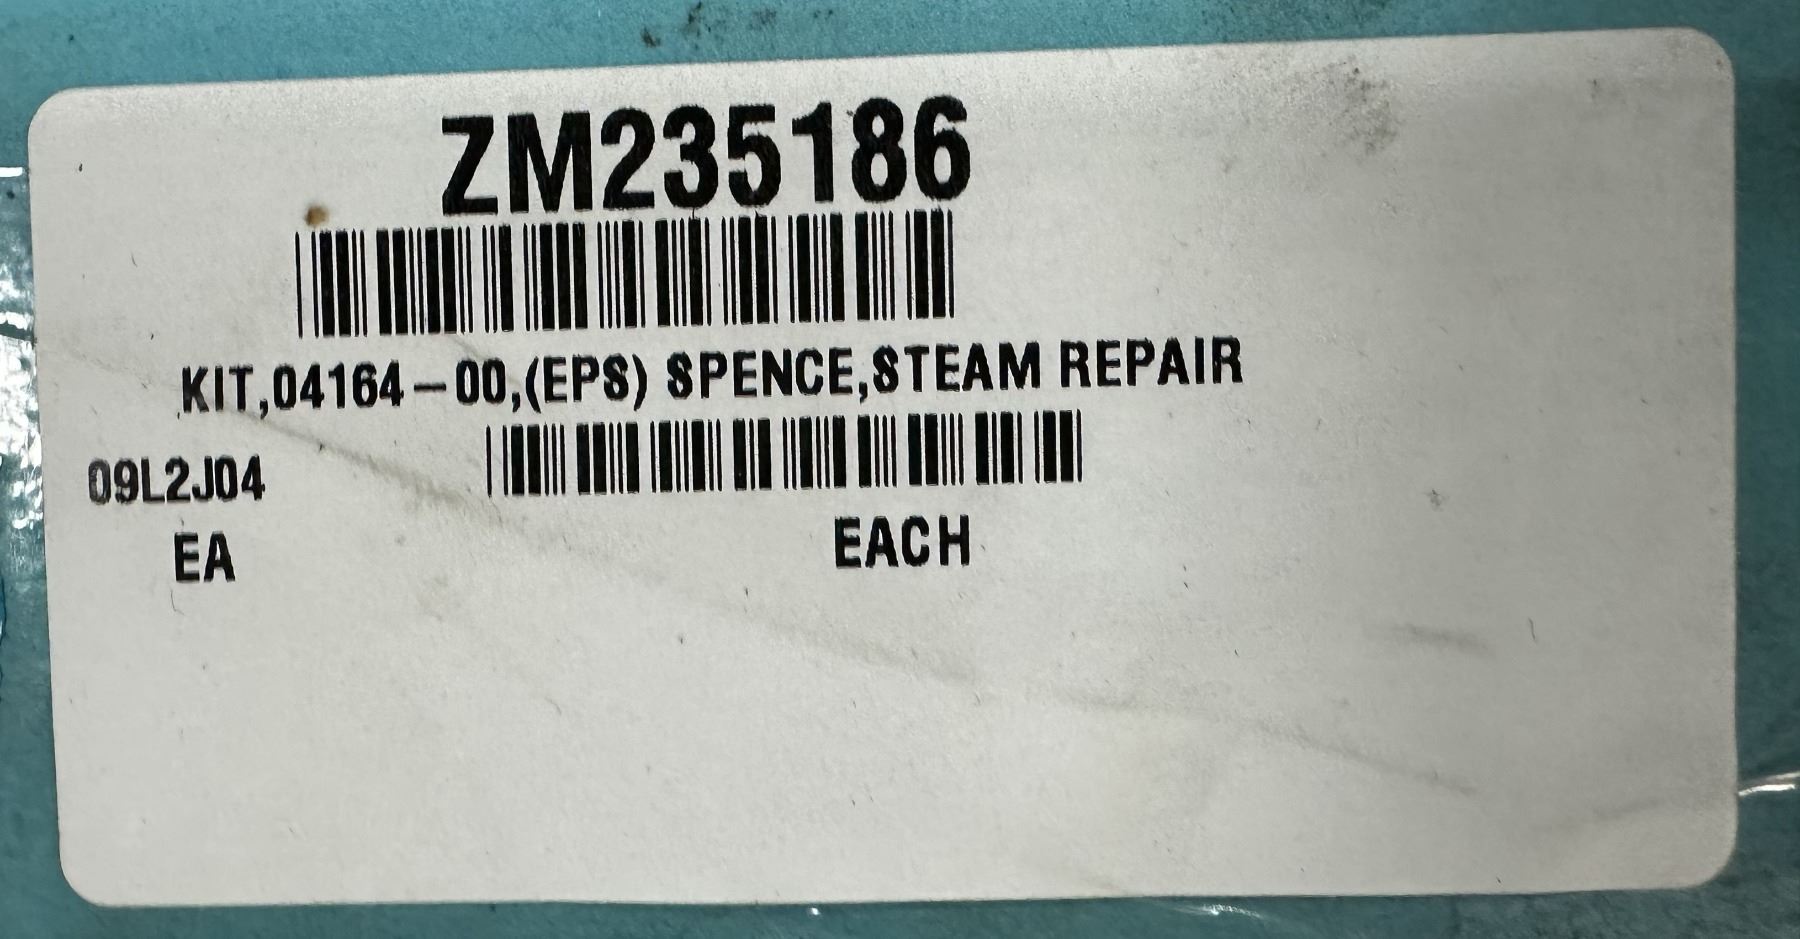 ZM235186
KIT,04164-00,(EPS) SPENCE,STEAM REPAIR
09L2J04
EA
EACH